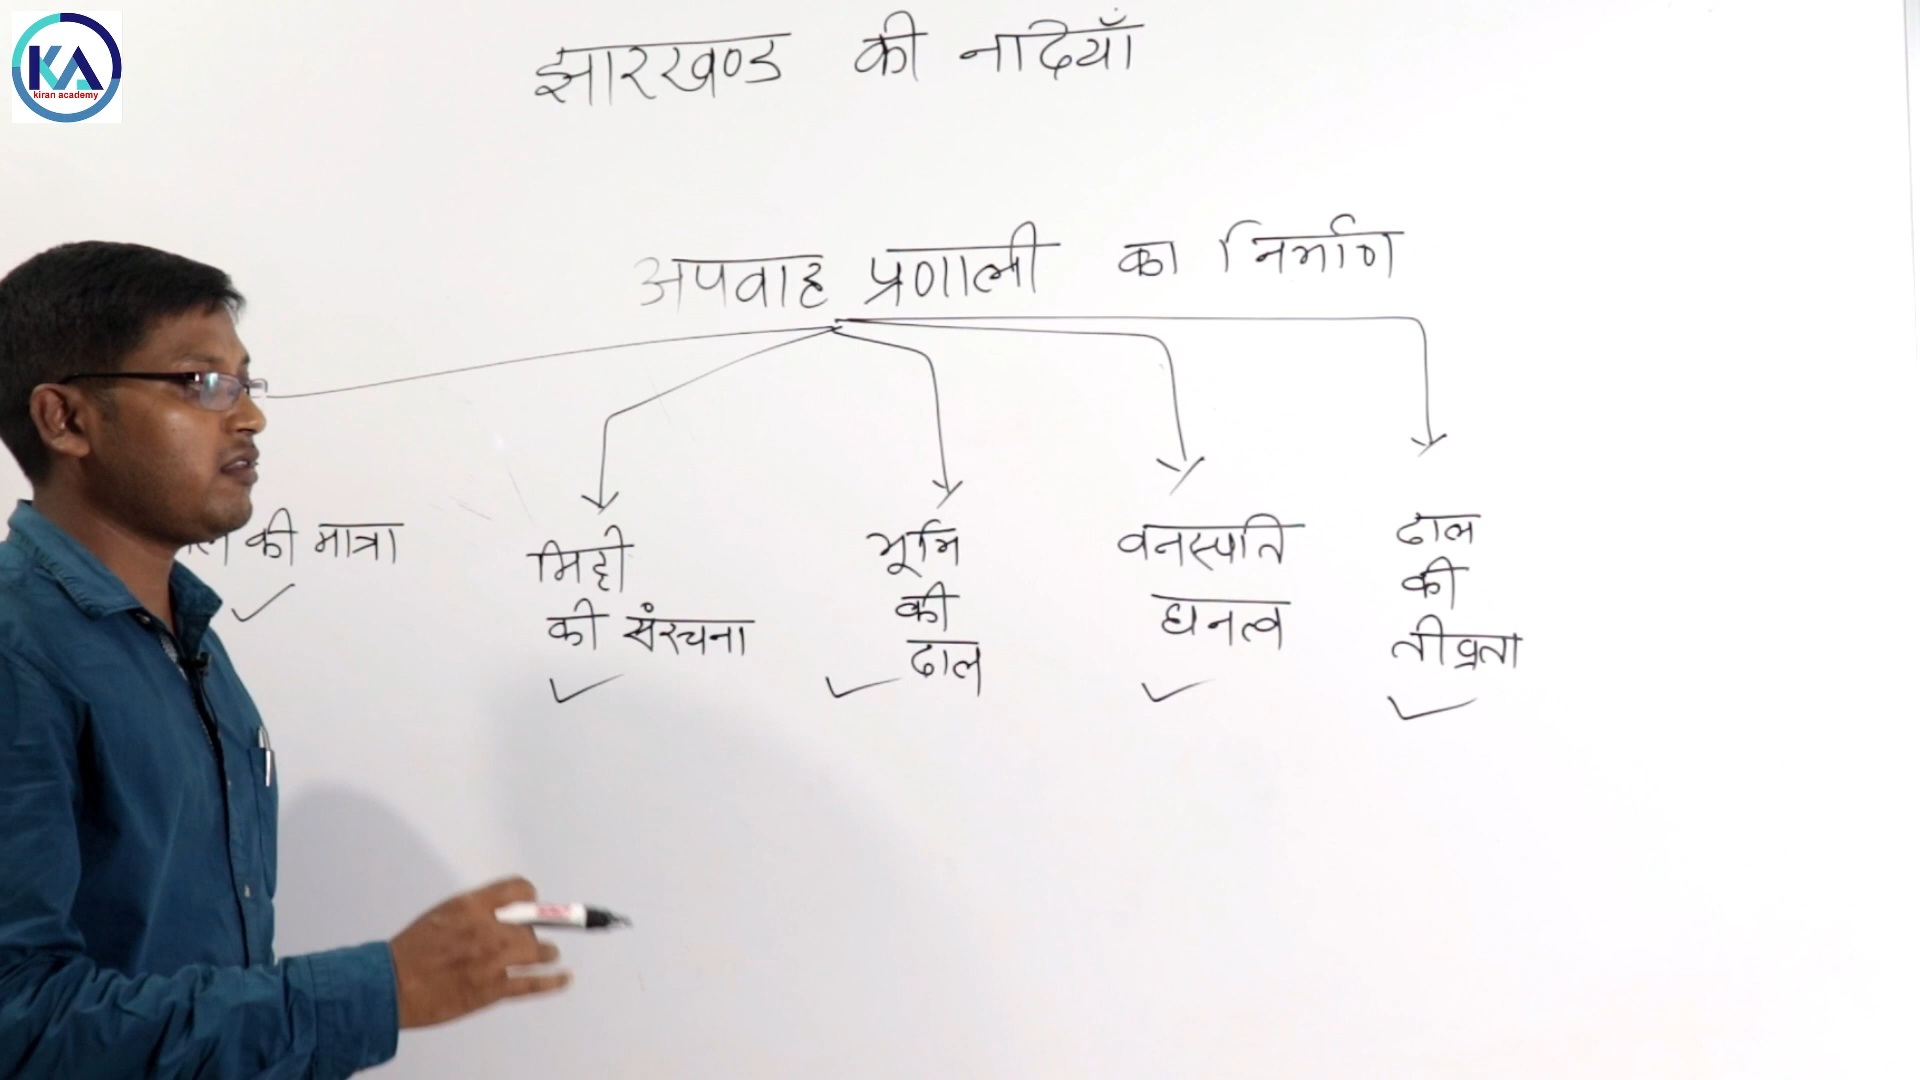 KA
kiran academy
झारखण्ड की नदियाँ
अपवाह प्रणाली का निर्माण
की मात्रा
मिट्टी
की संरचना
भूमि
की
ढाल
वनस्पति
घनत्व
ढाल
की
तीव्रता